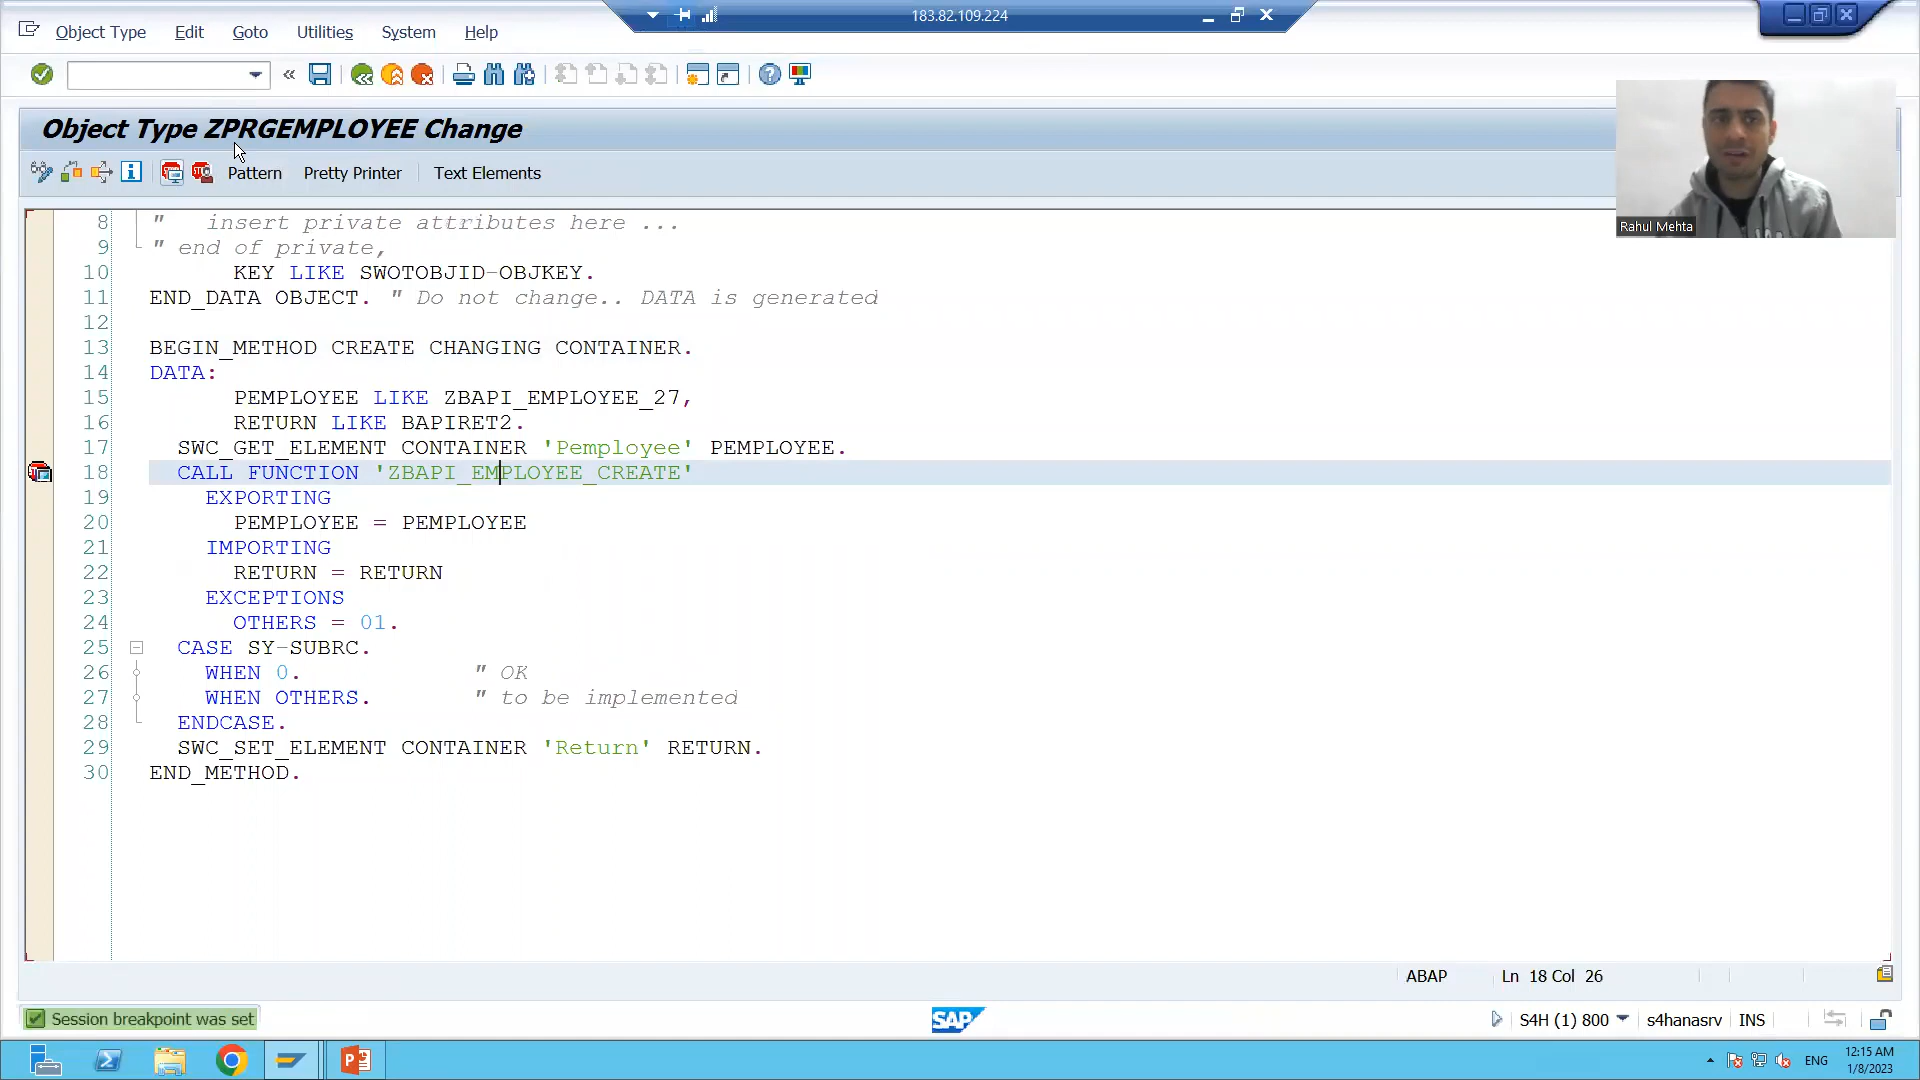 183.82.109.224
Object Type Edit Goto Utilities System Help
Object Type ZPRGEMPLOYEE Change
Pattern Pretty Printer Text Elements
Rahul Mehta
8 " insert private attributes here ...
9 " end of private,
10 KEY LIKE SWOTOBJID-OBJKEY.
11 END_DATA OBJECT. " Do not change.. DATA is generated
12
13 BEGIN_METHOD CREATE CHANGING CONTAINER.
14 DATA:
15 PEMPLOYEE LIKE ZBAPI_EMPLOYEE_27,
16 RETURN LIKE BAPIRET2.
17 SWC_GET_ELEMENT CONTAINER 'Pemployee' PEMPLOYEE.
18 CALL FUNCTION 'ZBAPI_EMPLOYEE_CREATE'
19 EXPORTING
20 PEMPLOYEE = PEMPLOYEE
21 IMPORTING
22 RETURN = RETURN
23 EXCEPTIONS
24 OTHERS = 01.
25 CASE SY-SUBRC.
26 WHEN 0. " OK
27 WHEN OTHERS. " to be implemented
28 ENDCASE.
29 SWC_SET_ELEMENT CONTAINER 'Return' RETURN.
30 END_METHOD.
ABAP Ln 18 Col 26
Session breakpoint was set
SAP
S4H (1) 800 s4hanasrv INS
ENG
12:15 AM
1/8/2023